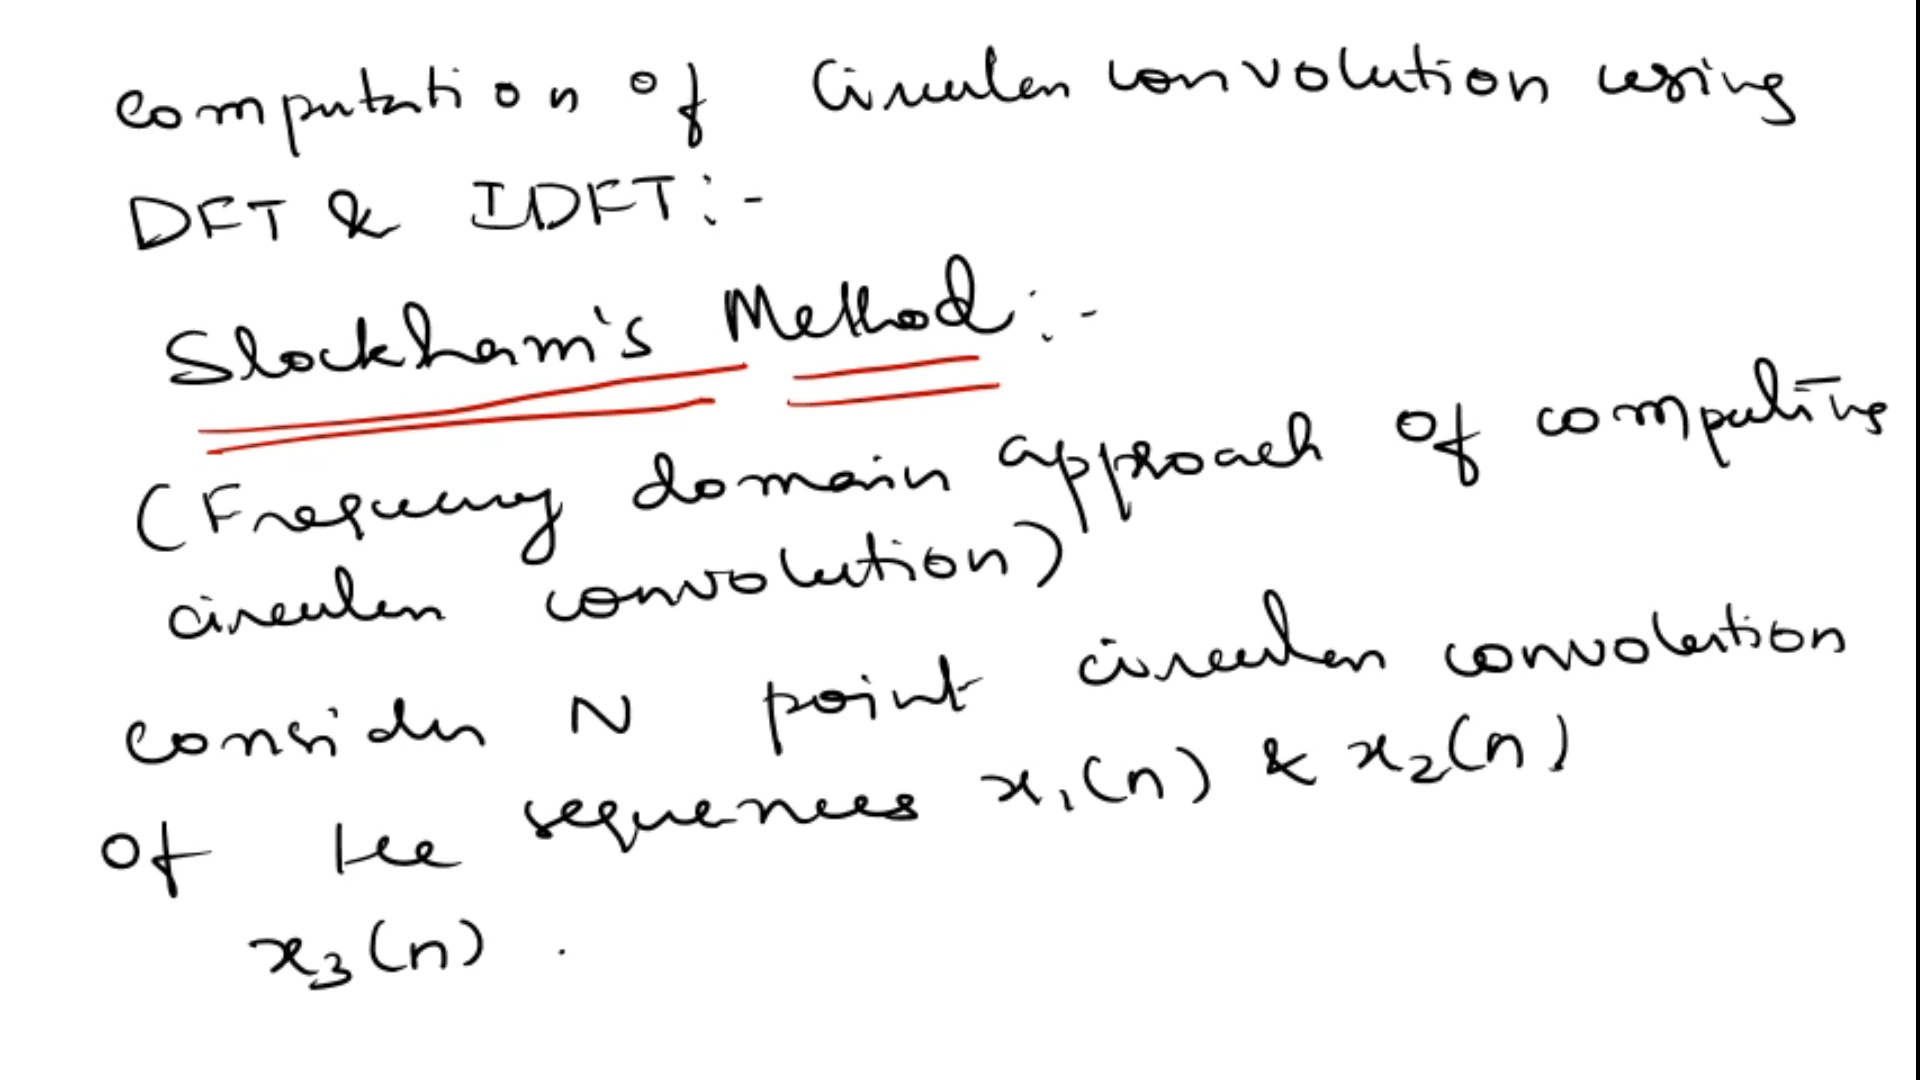 Computation of Circular convolution using
DFT & IDFT:-
Stockham's Method:-
(Frequency domain approach of computing
circular convolution)
consider N point circular convolution
of the sequences x₁(n) & x₂(n)
x₃(n).